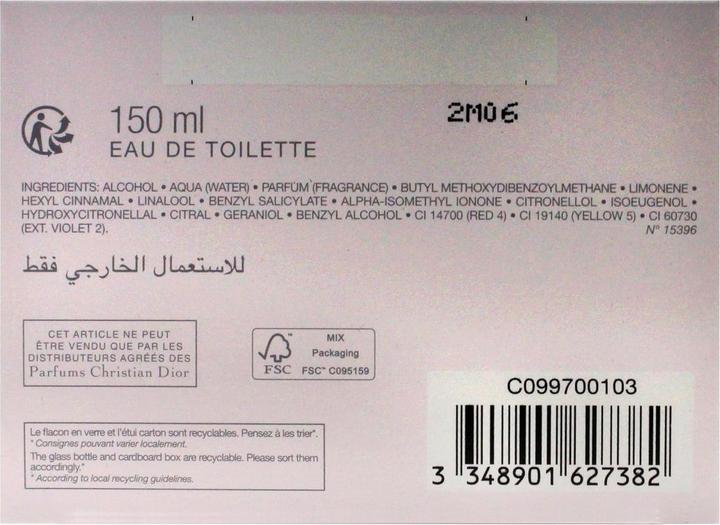 2M06
150 ml
EAU DE TOILETTE
INGREDIENTS: ALCOHOL • AQUA (WATER) • PARFUM (FRAGRANCE) • BUTYL METHOXYDIBENZOYLMETHANE • LIMONENE •
HEXYL CINNAMAL • LINALOOL • BENZYL SALICYLATE • ALPHA-ISOMETHYL IONONE • CITRONELLOL • ISOEUGENOL •
HYDROXYCITRONELLAL • CITRAL • GERANIOL • BENZYL ALCOHOL • CI 14700 (RED 4) • CI 19140 (YELLOW 5) • CI 60730
(EXT. VIOLET 2).
N° 15396
للاستعمال الخارجي فقط
CET ARTICLE NE PEUT
ÊTRE VENDU QUE PAR LES
DISTRIBUTEURS AGRÉÉS DES
Parfums Christian Dior
FSC™
MIX
Packaging
FSC™ C095159
C099700103
3 348901 627382
Le flacon en verre et l'étui carton sont recyclables. Pensez à les trier*.
* Consignes pouvant varier localement.
The glass bottle and cardboard box are recyclable. Please sort them
accordingly.*
* According to local recycling guidelines.